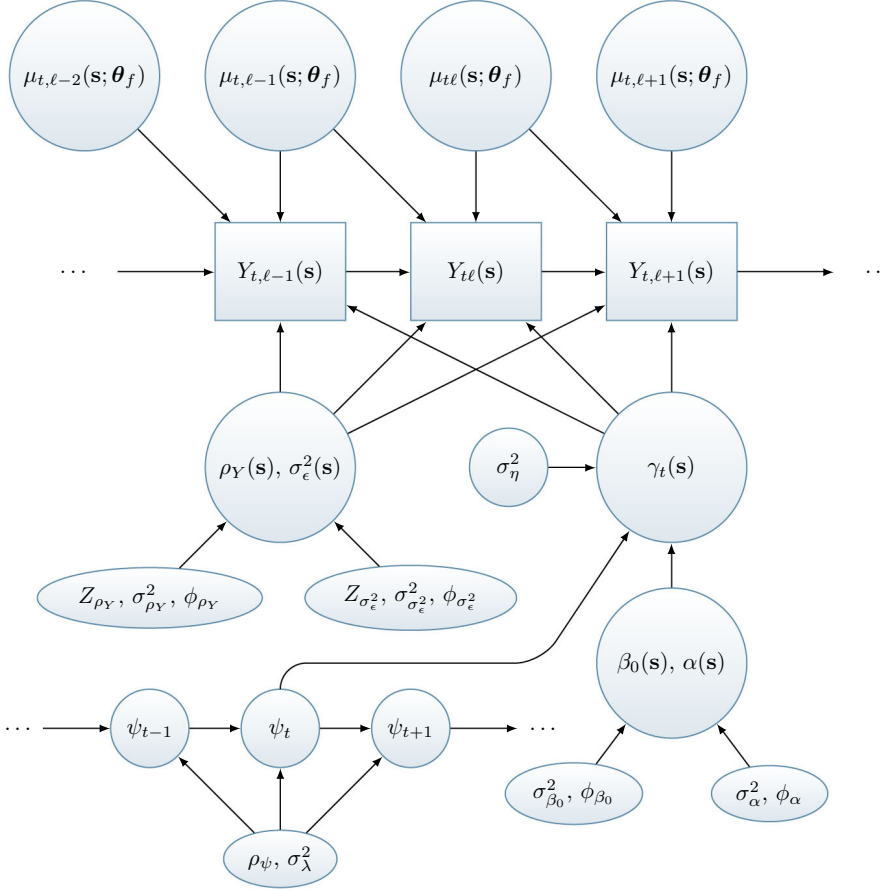 μ_{t,ℓ−2}(s; θ_f) μ_{t,ℓ−1}(s; θ_f) μ_{tℓ}(s; θ_f) μ_{t,ℓ+1}(s; θ_f)
··· Y_{t,ℓ−1}(s) Y_{tℓ}(s) Y_{t,ℓ+1}(s) ··
ρ_Y(s), σ²_ϵ(s) σ²_η γ_t(s)
Z_{ρ_Y}, σ²_{ρ_Y}, ϕ_{ρ_Y} Z_{σ²_ϵ}, σ²_{σ²_ϵ}, ϕ_{σ²_ϵ}
β_0(s), α(s)
··· ψ_{t−1} ψ_t ψ_{t+1} ···
σ²_{β_0}, ϕ_{β_0} σ²_α, ϕ_α
ρ_ψ, σ²_λ